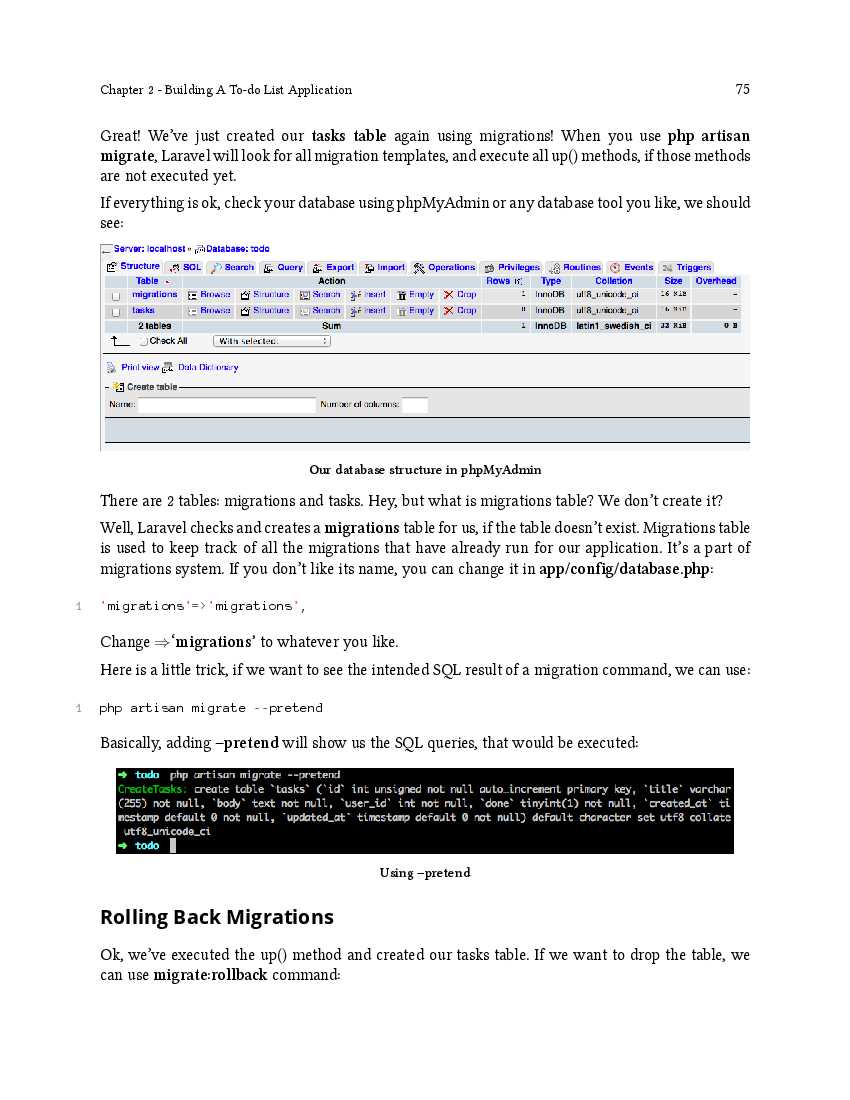 Chapter 2 - Building A To-do List Application 75
Great! We've just created our tasks table again using migrations! When you use php artisan
migrate, Laravel will look for all migration templates, and execute all up() methods, if those methods
are not executed yet.
If everything is ok, check your database using phpMyAdmin or any database tool you like, we should
see:
Server: localhost » Database: todo
Structure SQL Search Query Export Import Operations Privileges Routines Events Triggers
Table Action Rows Type Collation Size Overhead
migrations Browse Structure Search Insert Empty Drop 1 InnoDB utf8_unicode_ci 16 KiB -
tasks Browse Structure Search Insert Empty Drop 0 InnoDB utf8_unicode_ci 16 KiB -
2 tables Sum 1 InnoDB latin1_swedish_ci 32 KiB 0 B
Check All With selected:
Print view Data Dictionary
Create table
Name: Number of columns:
Our database structure in phpMyAdmin
There are 2 tables: migrations and tasks. Hey, but what is migrations table? We don't create it?
Well, Laravel checks and creates a migrations table for us, if the table doesn't exist. Migrations table
is used to keep track of all the migrations that have already run for our application. It's a part of
migrations system. If you don't like its name, you can change it in app/config/database.php:
1 'migrations'=>'migrations',
Change ⇒'migrations' to whatever you like.
Here is a little trick, if we want to see the intended SQL result of a migration command, we can use:
1 php artisan migrate --pretend
Basically, adding –pretend will show us the SQL queries, that would be executed:
➜ todo php artisan migrate --pretend
CreateTasks: create table `tasks` (`id` int unsigned not null auto_increment primary key, `title` varchar
(255) not null, `body` text not null, `user_id` int not null, `done` tinyint(1) not null, `created_at` ti
mestamp default 0 not null, `updated_at` timestamp default 0 not null) default character set utf8 collate
utf8_unicode_ci
➜ todo
Using –pretend
Rolling Back Migrations
Ok, we've executed the up() method and created our tasks table. If we want to drop the table, we
can use migrate:rollback command: